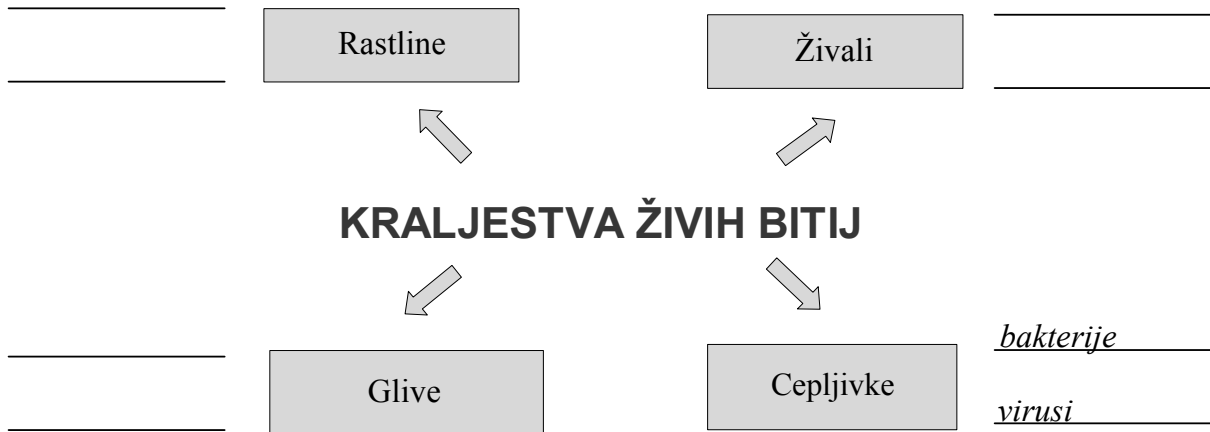 Rastline
Živali
KRALJESTVA ŽIVIH BITIJ
Glive
Cepljivke
bakterije
virusi